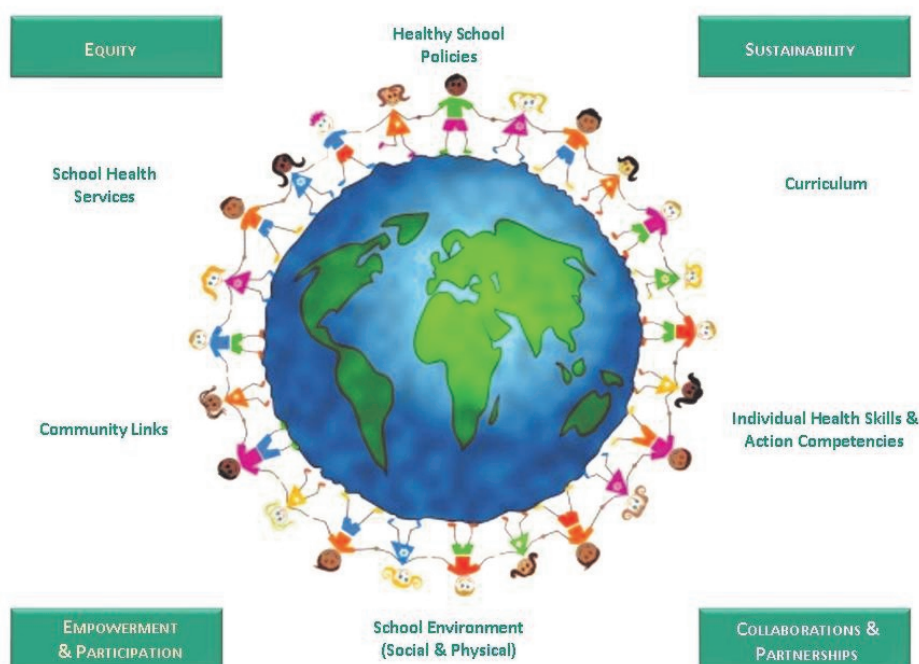 EQUITY
Healthy School
Policies
SUSTAINABILITY
School Health
Services
Curriculum
Community Links
Individual Health Skills &
Action Competencies
EMPOWERMENT
& PARTICIPATION
School Environment
(Social & Physical)
COLLABORATIONS &
PARTNERSHIPS